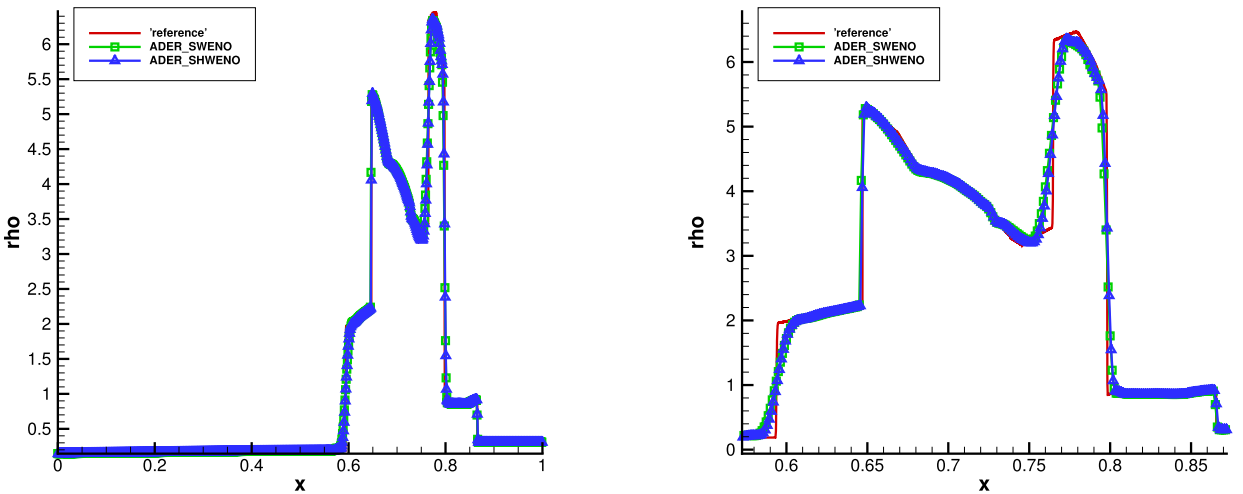 'reference'
ADER_SWENO
ADER_SHWENO
6
5.5
5
4.5
4
3.5
3
2.5
2
1.5
1
0.5
rho
0 0.2 0.4 0.6 0.8 1
x
'reference'
ADER_SWENO
ADER_SHWENO
6
5
4
3
2
1
0
rho
0.6 0.65 0.7 0.75 0.8 0.85
x